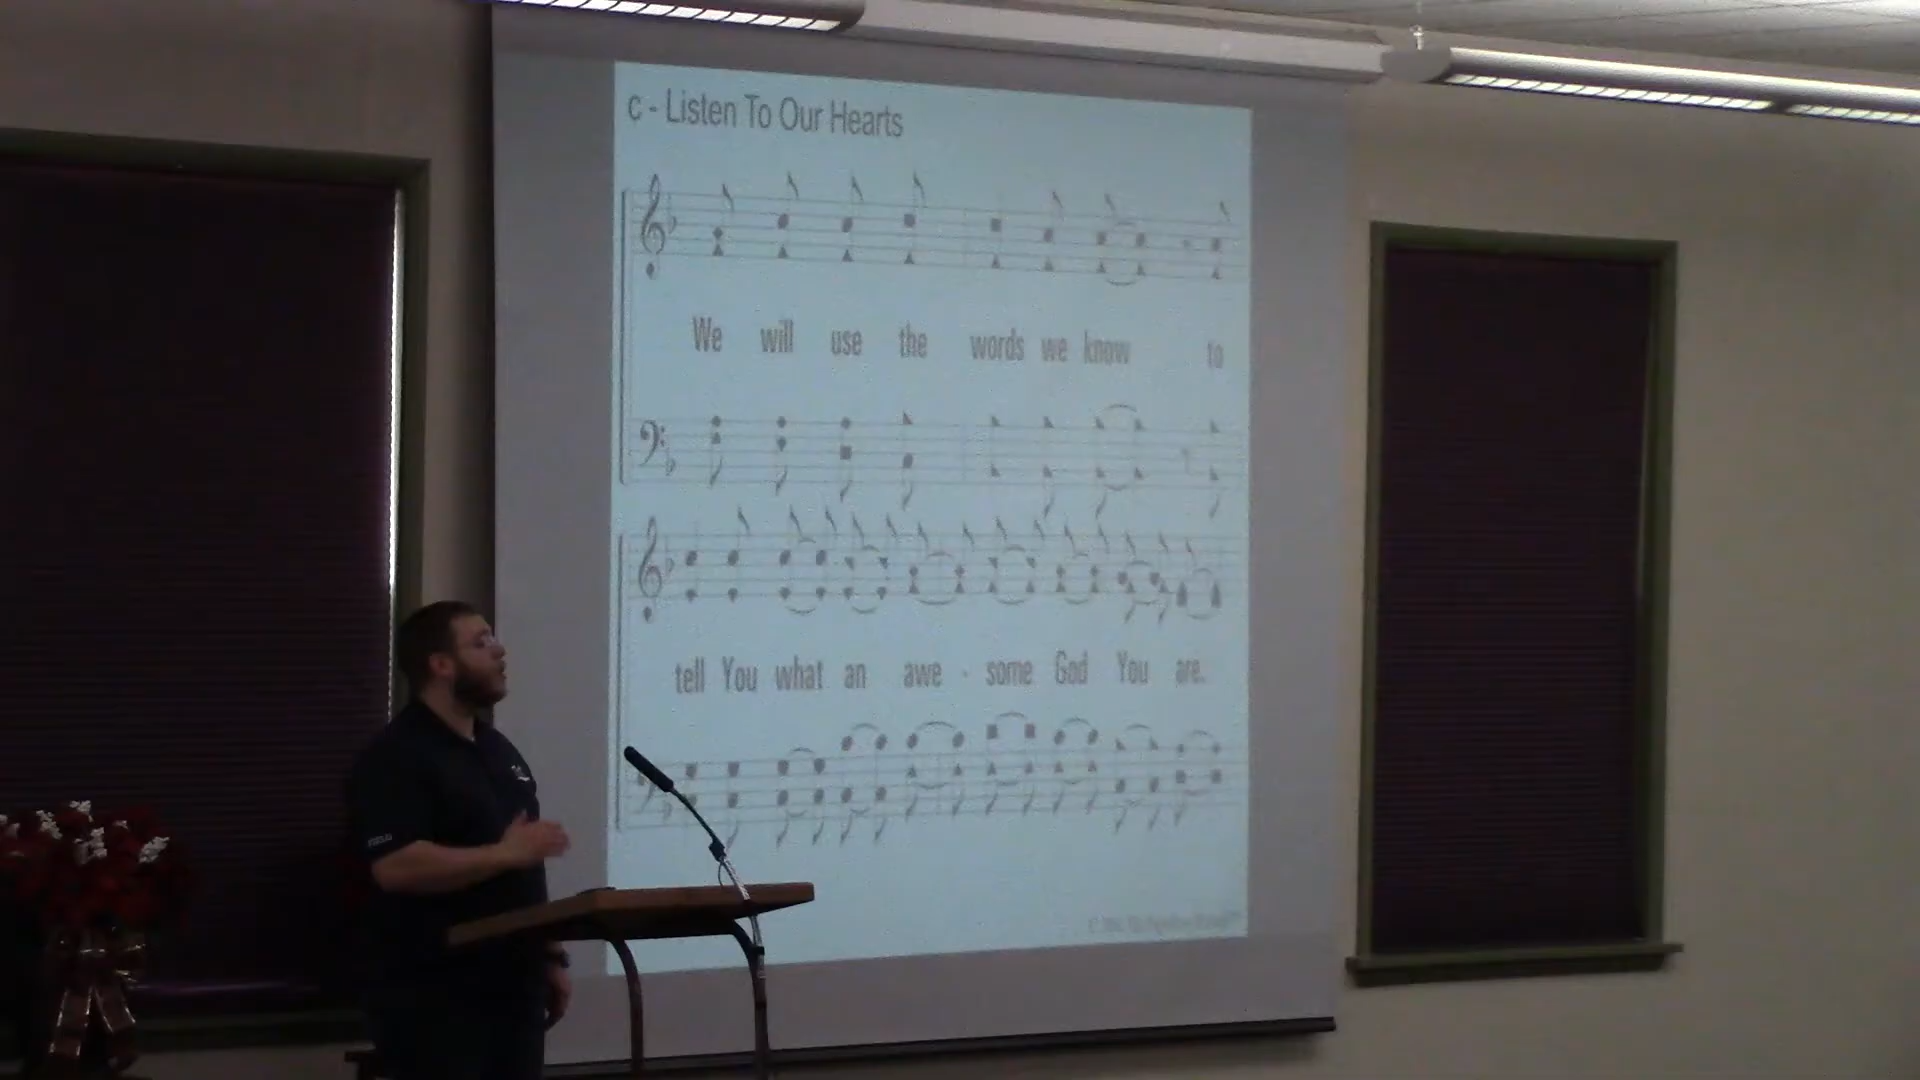 c - Listen To Our Hearts
We will use the words we know to
tell You what an awe - some God You are.